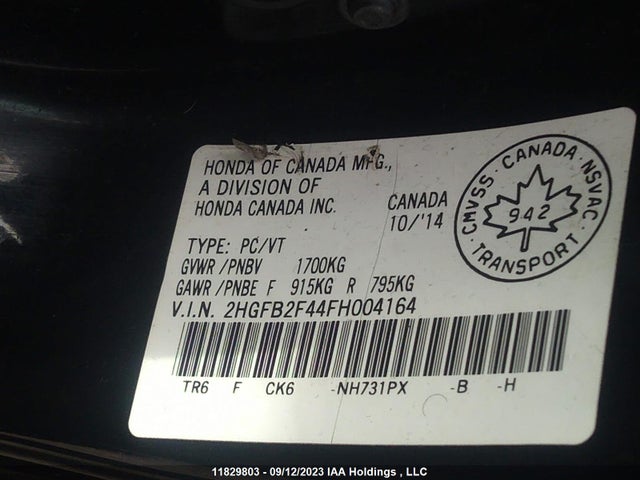 HONDA OF CANADA MFG.,
A DIVISION OF
HONDA CANADA INC.
CANADA
10/'14
CMVSS · CANADA · NSVAC
942
· TRANSPORT ·
TYPE: PC/VT
GVWR /PNBV 1700KG
GAWR /PNBE F 915KG R 795KG
V.I.N. 2HGFB2F44FH004164
TR6 F CK6 -NH731PX -B -H
11829803 - 09/12/2023 IAA Holdings , LLC